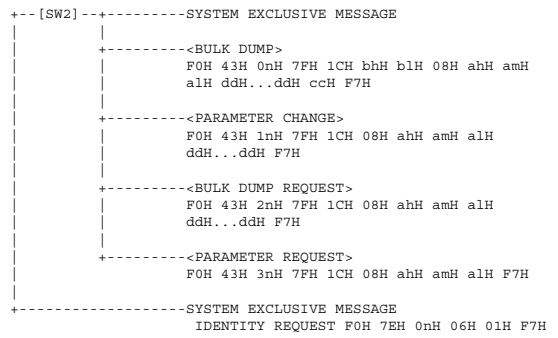 +--[SW2]--+---------SYSTEM EXCLUSIVE MESSAGE
|         |
|         +---------<BULK DUMP>
|         |         F0H 43H 0nH 7FH 1CH bhH blH 08H ahH amH
|         |         alH ddH...ddH ccH F7H
|         |
|         +---------<PARAMETER CHANGE>
|         |         F0H 43H 1nH 7FH 1CH 08H ahH amH alH
|         |         ddH...ddH F7H
|         |
|         +---------<BULK DUMP REQUEST>
|         |         F0H 43H 2nH 7FH 1CH 08H ahH amH alH
|         |         ddH...ddH F7H
|         |
|         +---------<PARAMETER REQUEST>
|                   F0H 43H 3nH 7FH 1CH 08H ahH amH alH F7H
|
+-------------------SYSTEM EXCLUSIVE MESSAGE
                     IDENTITY REQUEST F0H 7EH 0nH 06H 01H F7H